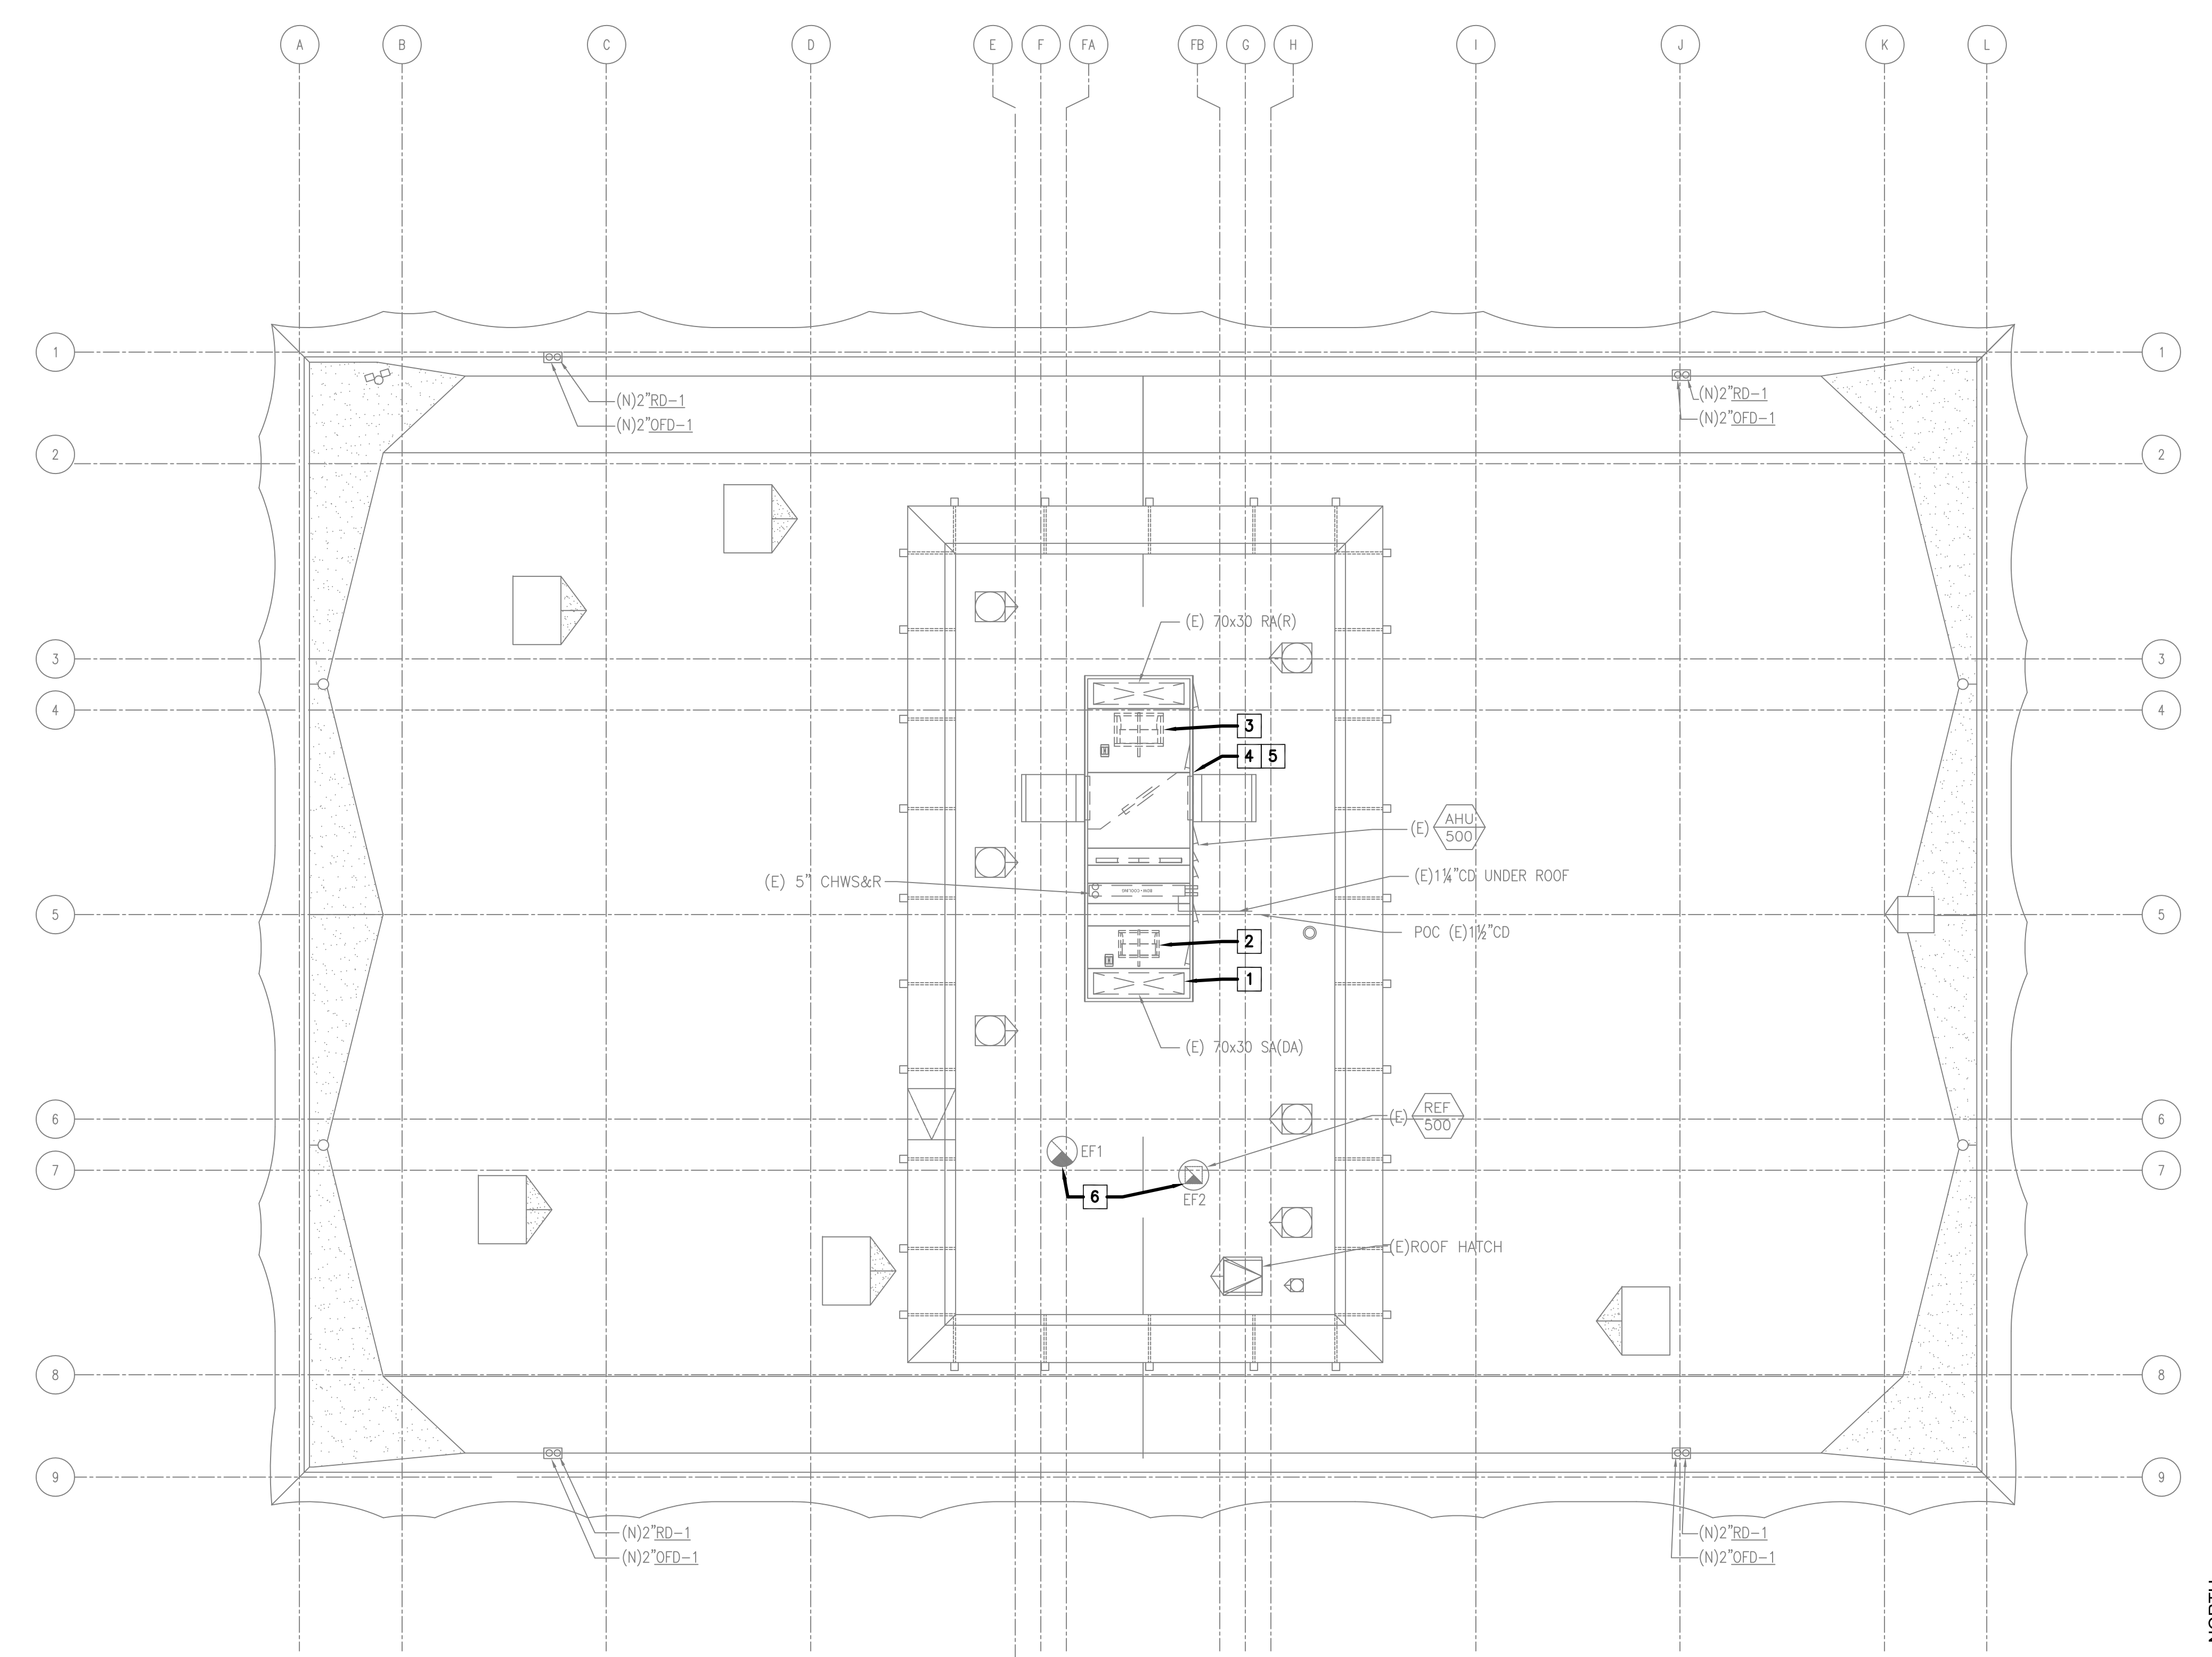 A B C D E F FA FB G H I J K L
1 1
(N)2"RD-1
(N)2"OFD-1
(N)2"RD-1
(N)2"OFD-1
2 2
(E) 70x30 RA(R)
3 3
4 4
3
4 5
(E) AHU
500
(E) 5" CHWS&R
(E)1¼"CD UNDER ROOF
5 5
POC (E)1½"CD
2
1
(E) 70x30 SA(DA)
(E) REF
500
6 6
EF1
7 7
6
EF2
(E)ROOF HATCH
8 8
9 9
(N)2"RD-1
(N)2"OFD-1
(N)2"RD-1
(N)2"OFD-1
NORTH